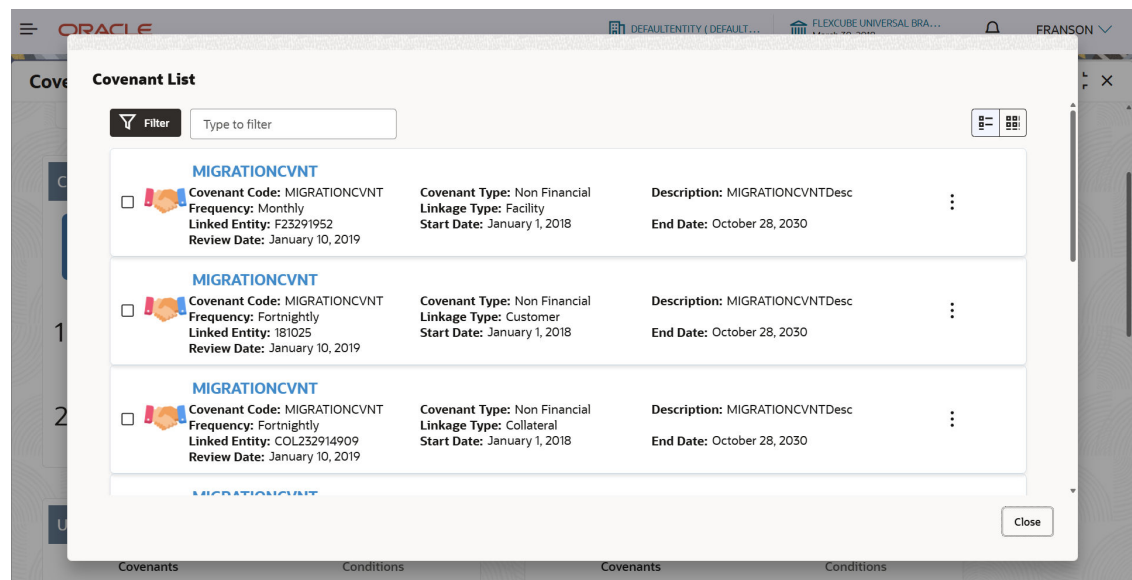 ORACLE
DEFAULTENTITY ( DEFAULT...
FLEXCUBE UNIVERSAL BRA...
FRANSON
Cove
Covenant List
Filter
Type to filter
MIGRATIONCVNT
Covenant Code: MIGRATIONCVNT Covenant Type: Non Financial Description: MIGRATIONCVNTDesc
Frequency: Monthly Linkage Type: Facility
Linked Entity: F23291952 Start Date: January 1, 2018 End Date: October 28, 2030
Review Date: January 10, 2019
MIGRATIONCVNT
Covenant Code: MIGRATIONCVNT Covenant Type: Non Financial Description: MIGRATIONCVNTDesc
Frequency: Fortnightly Linkage Type: Customer
Linked Entity: 181025 Start Date: January 1, 2018 End Date: October 28, 2030
Review Date: January 10, 2019
MIGRATIONCVNT
Covenant Code: MIGRATIONCVNT Covenant Type: Non Financial Description: MIGRATIONCVNTDesc
Frequency: Fortnightly Linkage Type: Collateral
Linked Entity: COL232914909 Start Date: January 1, 2018 End Date: October 28, 2030
Review Date: January 10, 2019
MIGRATIONCVNT
C
1
2
U
Close
Covenants Conditions Covenants Conditions